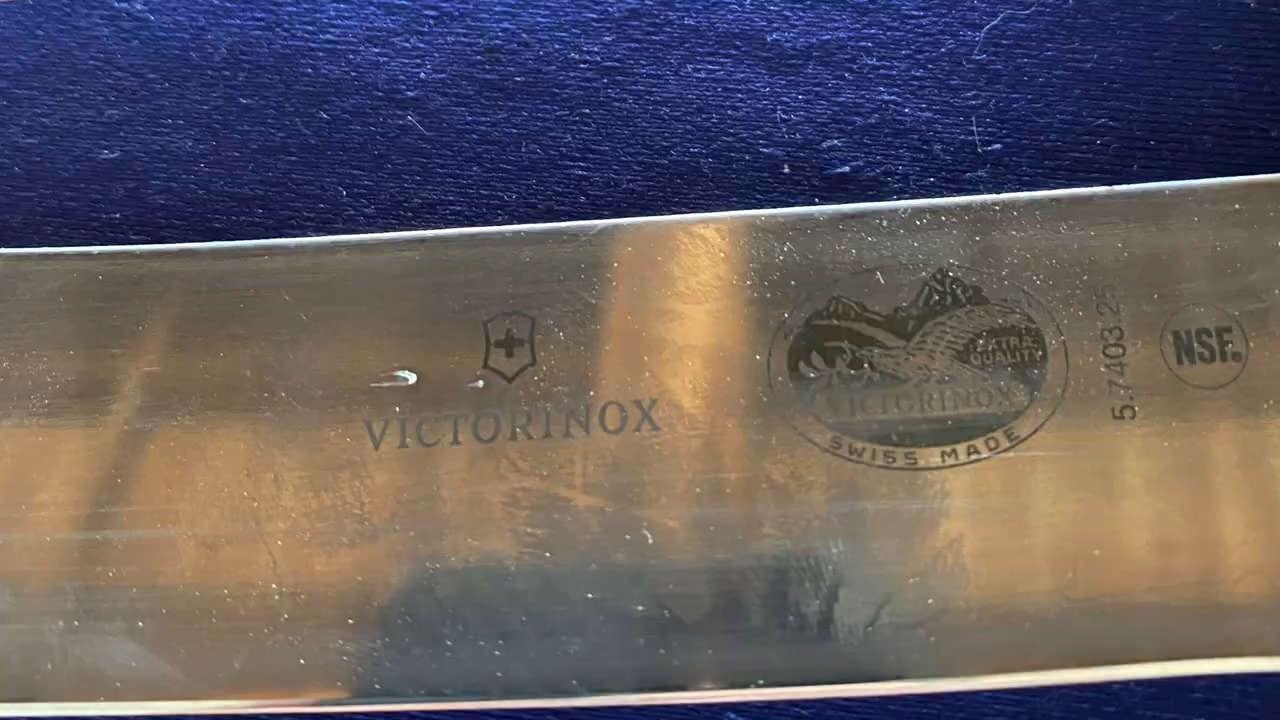 VICTORINOX
EXTRA
QUALITY
VICTORINOX
SWISS MADE
5.7403.25
NSF.